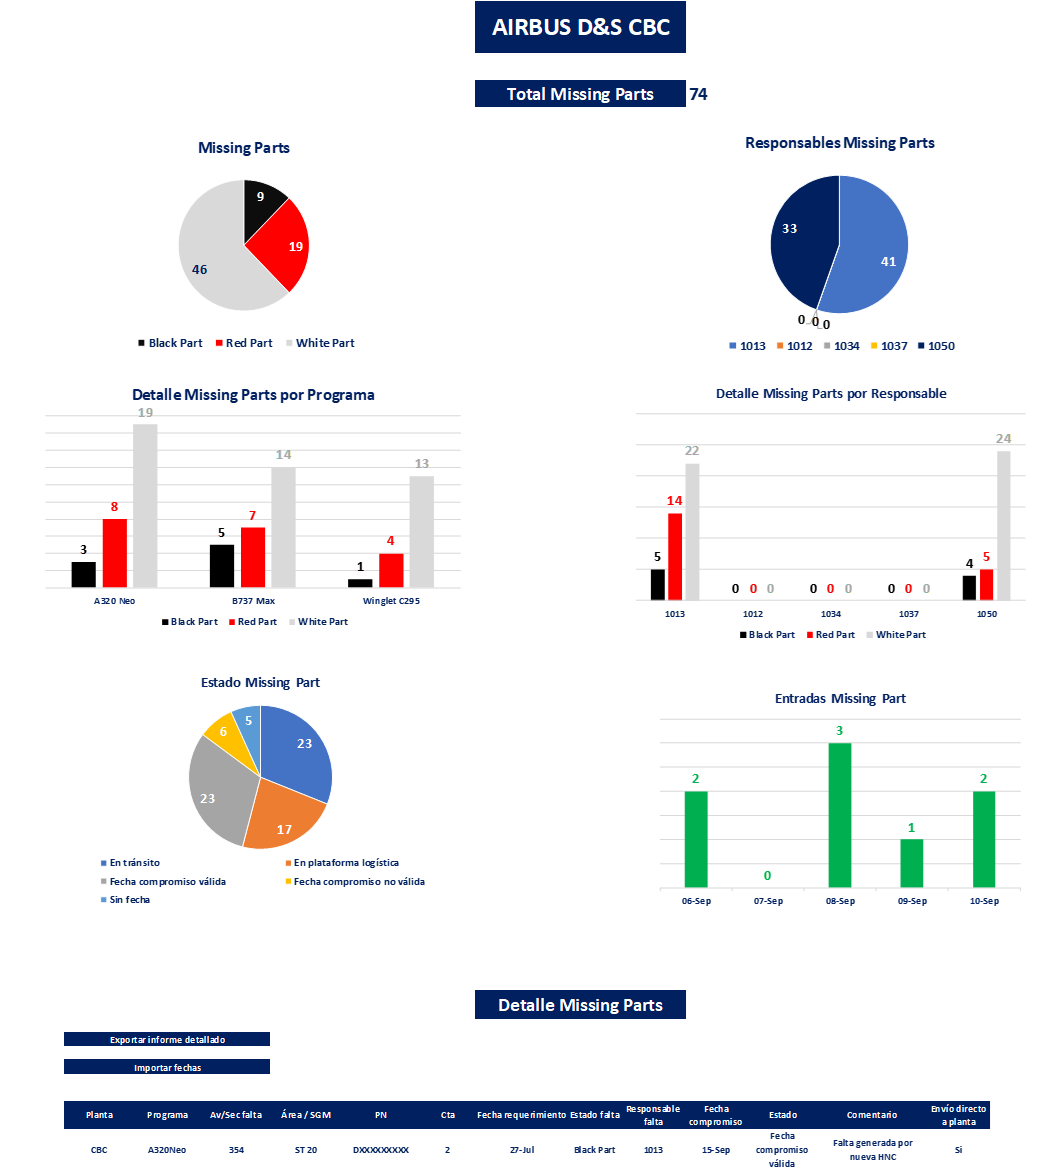 AIRBUS D&S CBC
Total Missing Parts 74
Missing Parts
9
19
46
Black Part Red Part White Part
Responsables Missing Parts
33
41
0 0 0
1013 1012 1034 1037 1050
Detalle Missing Parts por Programa
3 8 19
5 7 14
1 4 13
A320 Neo B737 Max Winglet C295
Black Part Red Part White Part
Detalle Missing Parts por Responsable
5 14 22
0 0 0
0 0 0
0 0 0
4 5 24
1013 1012 1034 1037 1050
Black Part Red Part White Part
Estado Missing Part
5
6
23
23
17
En tránsito En plataforma logística
Fecha compromiso válida Fecha compromiso no válida
Sin fecha
Entradas Missing Part
2 0 3 1 2
06-Sep 07-Sep 08-Sep 09-Sep 10-Sep
Detalle Missing Parts
Exportar informe detallado
Importar fechas
Planta Programa Av/Sec falta Área / SGM PN Cta Fecha requerimiento Estado falta Responsable falta Fecha compromiso Estado Comentario Envío directo a planta
CBC A320Neo 354 ST 20 DXXXXXXXXX 2 27-Jul Black Part 1013 15-Sep Fecha compromiso válida Falta generada por nueva HNC Si